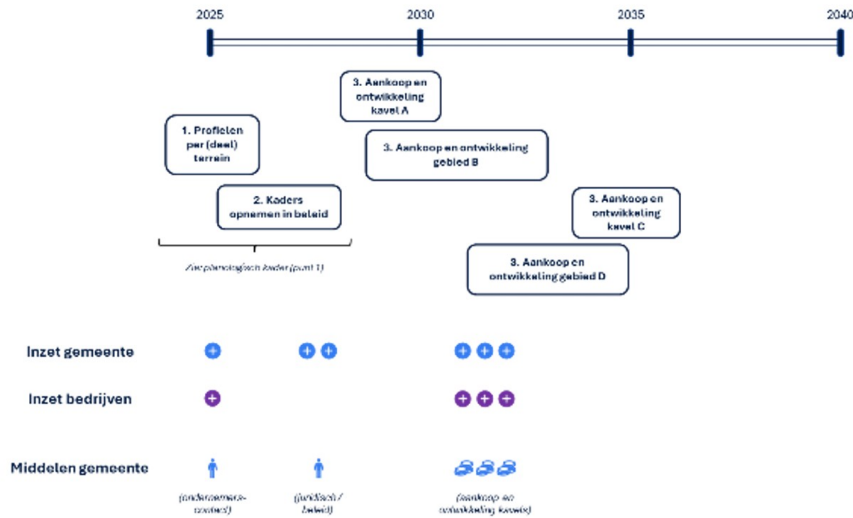 2025
2030
2035
2040
3. Aankoop en
ontwikkeling
kavel A
1. Profielen
per (deel)
terrein
3. Aankoop en ontwikkeling
gebied B
2. Kaders
opnemen in beleid
3. Aankoop en
ontwikkeling
kavel C
3. Aankoop en
ontwikkeling gebied D
Zie: planologisch kader (punt 1)
Inzet gemeente
Inzet bedrijven
Middelen gemeente
(ondernemers-
contact)
(juridisch /
beleid)
(aankoop en
ontwikkeling kavels)